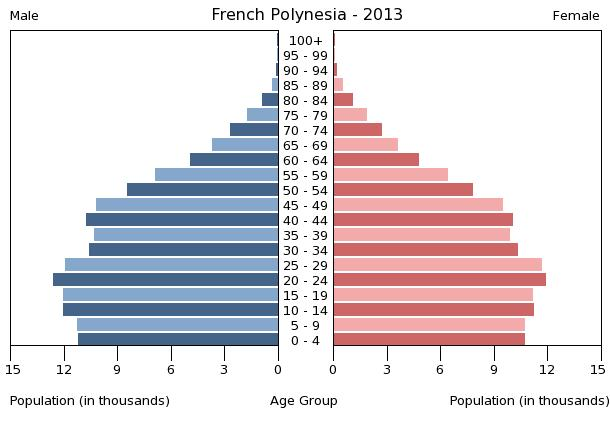 French Polynesia - 2013
Male
Female
100+
95 - 99
90 - 94
85 - 89
80 - 84
75 - 79
70 - 74
65 - 69
60 - 64
55 - 59
50 - 54
45 - 49
40 - 44
35 - 39
30 - 34
25 - 29
20 - 24
15 - 19
10 - 14
5 - 9
0 - 4
15 12 9 6 3 0 0 3 6 9 12 15
Population (in thousands) Age Group Population (in thousands)